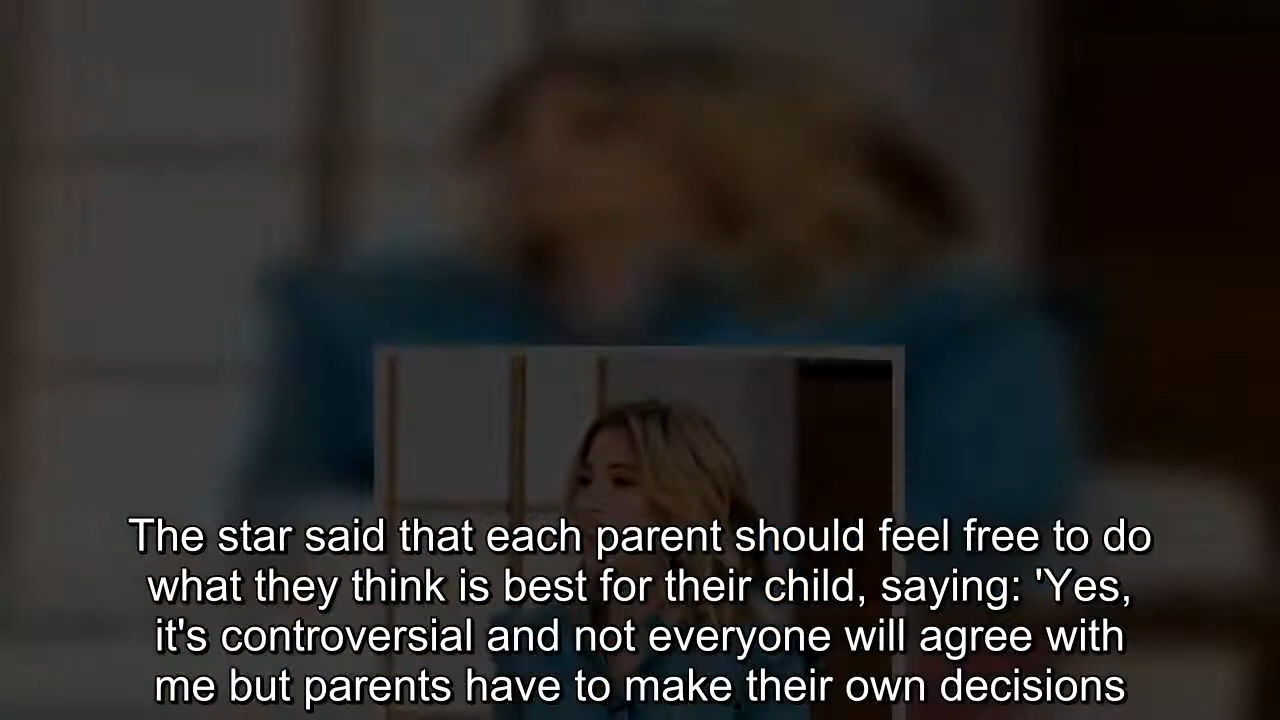 The star said that each parent should feel free to do
what they think is best for their child, saying: 'Yes,
it's controversial and not everyone will agree with
me but parents have to make their own decisions